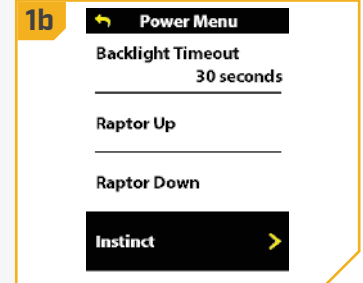 1b
Power Menu
Backlight Timeout
30 seconds
Raptor Up
Raptor Down
Instinct